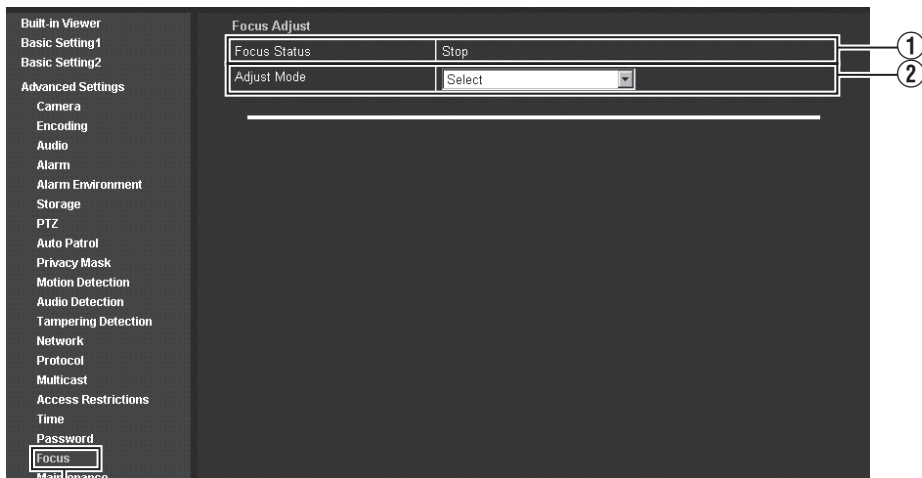 Built-in Viewer
Basic Setting1
Basic Setting2
Advanced Settings
Camera
Encoding
Audio
Alarm
Alarm Environment
Storage
PTZ
Auto Patrol
Privacy Mask
Motion Detection
Audio Detection
Tampering Detection
Network
Protocol
Multicast
Access Restrictions
Time
Password
Focus
Maintenance
Focus Adjust
Focus Status Stop ①
Adjust Mode Select ②